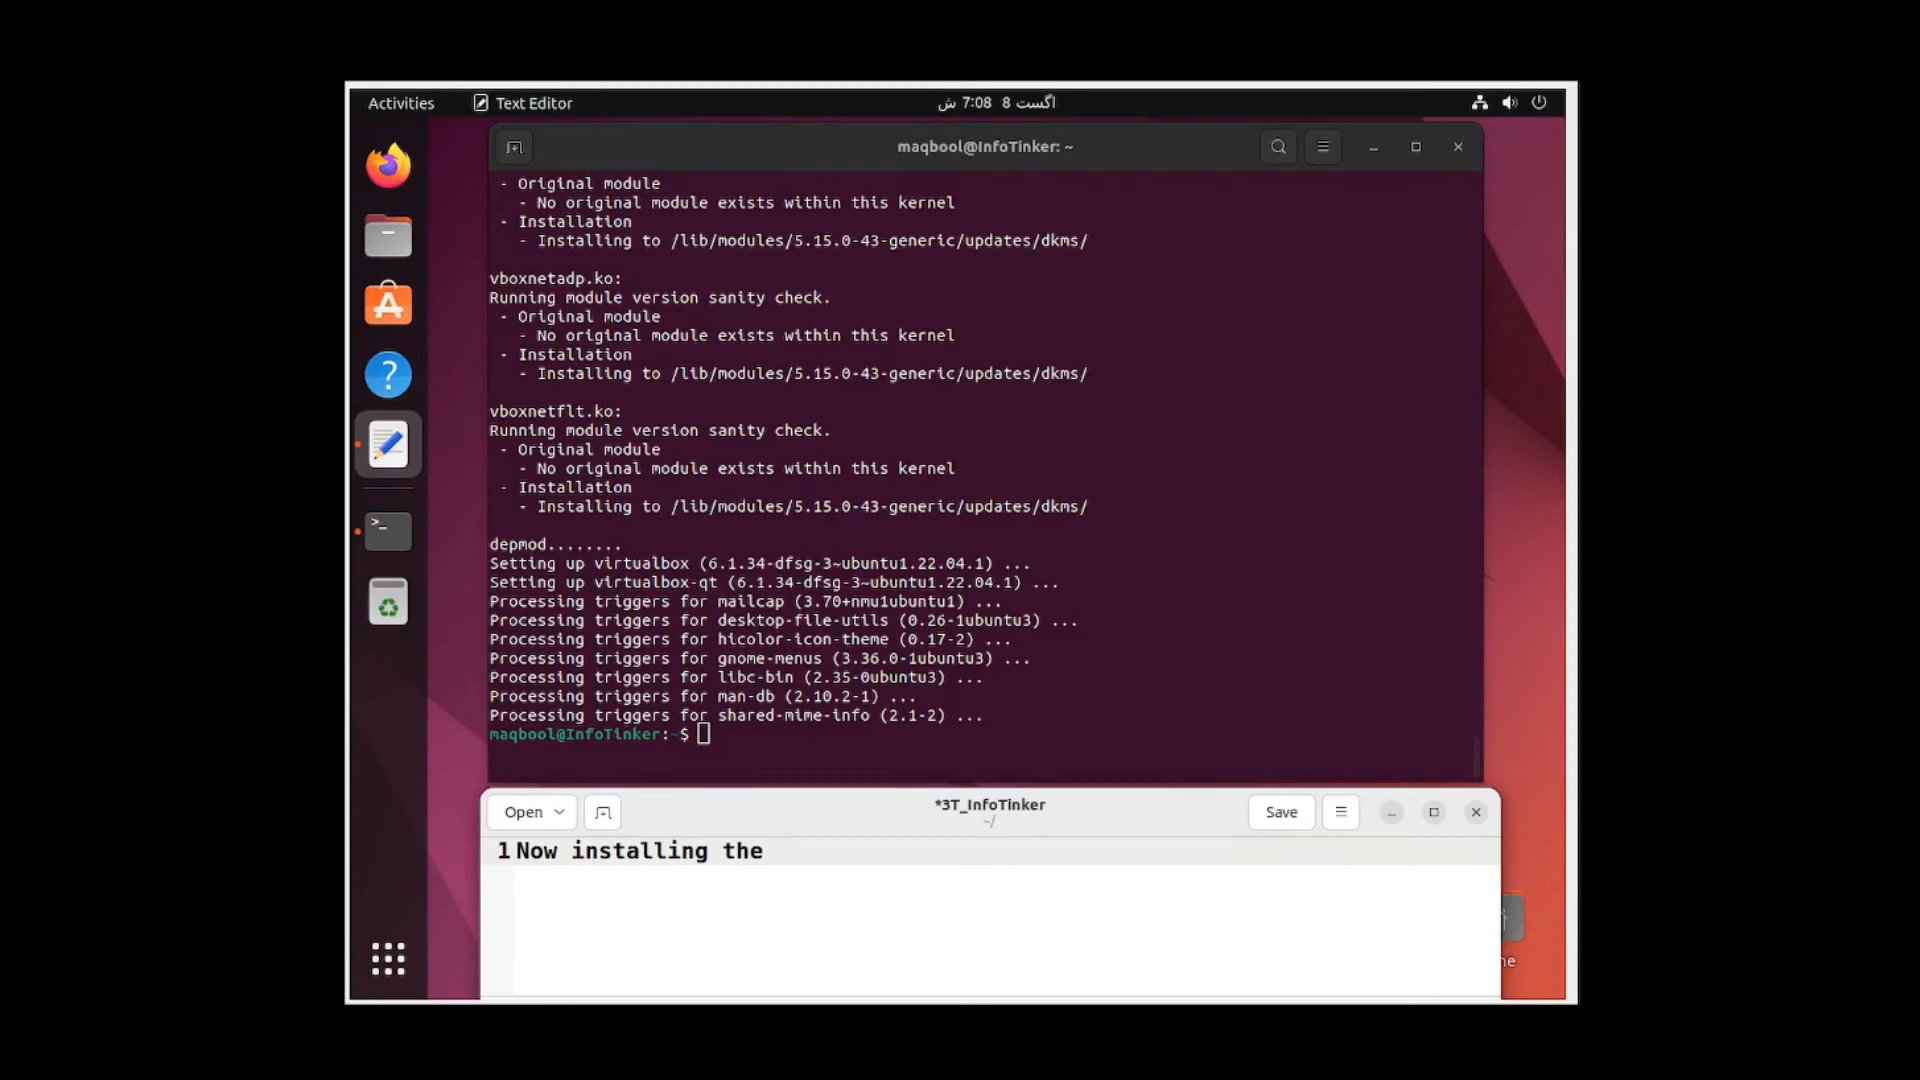 Activities
Text Editor
اگست 8 7:08 ش
maqbool@InfoTinker: ~
- Original module
- No original module exists within this kernel
- Installation
- Installing to /lib/modules/5.15.0-43-generic/updates/dkms/
vboxnetadp.ko:
Running module version sanity check.
- Original module
- No original module exists within this kernel
- Installation
- Installing to /lib/modules/5.15.0-43-generic/updates/dkms/
vboxnetflt.ko:
Running module version sanity check.
- Original module
- No original module exists within this kernel
- Installation
- Installing to /lib/modules/5.15.0-43-generic/updates/dkms/
depmod........
Setting up virtualbox (6.1.34-dfsg-3~ubuntu1.22.04.1) ...
Setting up virtualbox-qt (6.1.34-dfsg-3~ubuntu1.22.04.1) ...
Processing triggers for mailcap (3.70+nmu1ubuntu1) ...
Processing triggers for desktop-file-utils (0.26-1ubuntu3) ...
Processing triggers for hicolor-icon-theme (0.17-2) ...
Processing triggers for gnome-menus (3.36.0-1ubuntu3) ...
Processing triggers for libc-bin (2.35-0ubuntu3) ...
Processing triggers for man-db (2.10.2-1) ...
Processing triggers for shared-mime-info (2.1-2) ...
maqbool@InfoTinker:~$
Open
*3T_InfoTinker
~/
Save
1 Now installing the